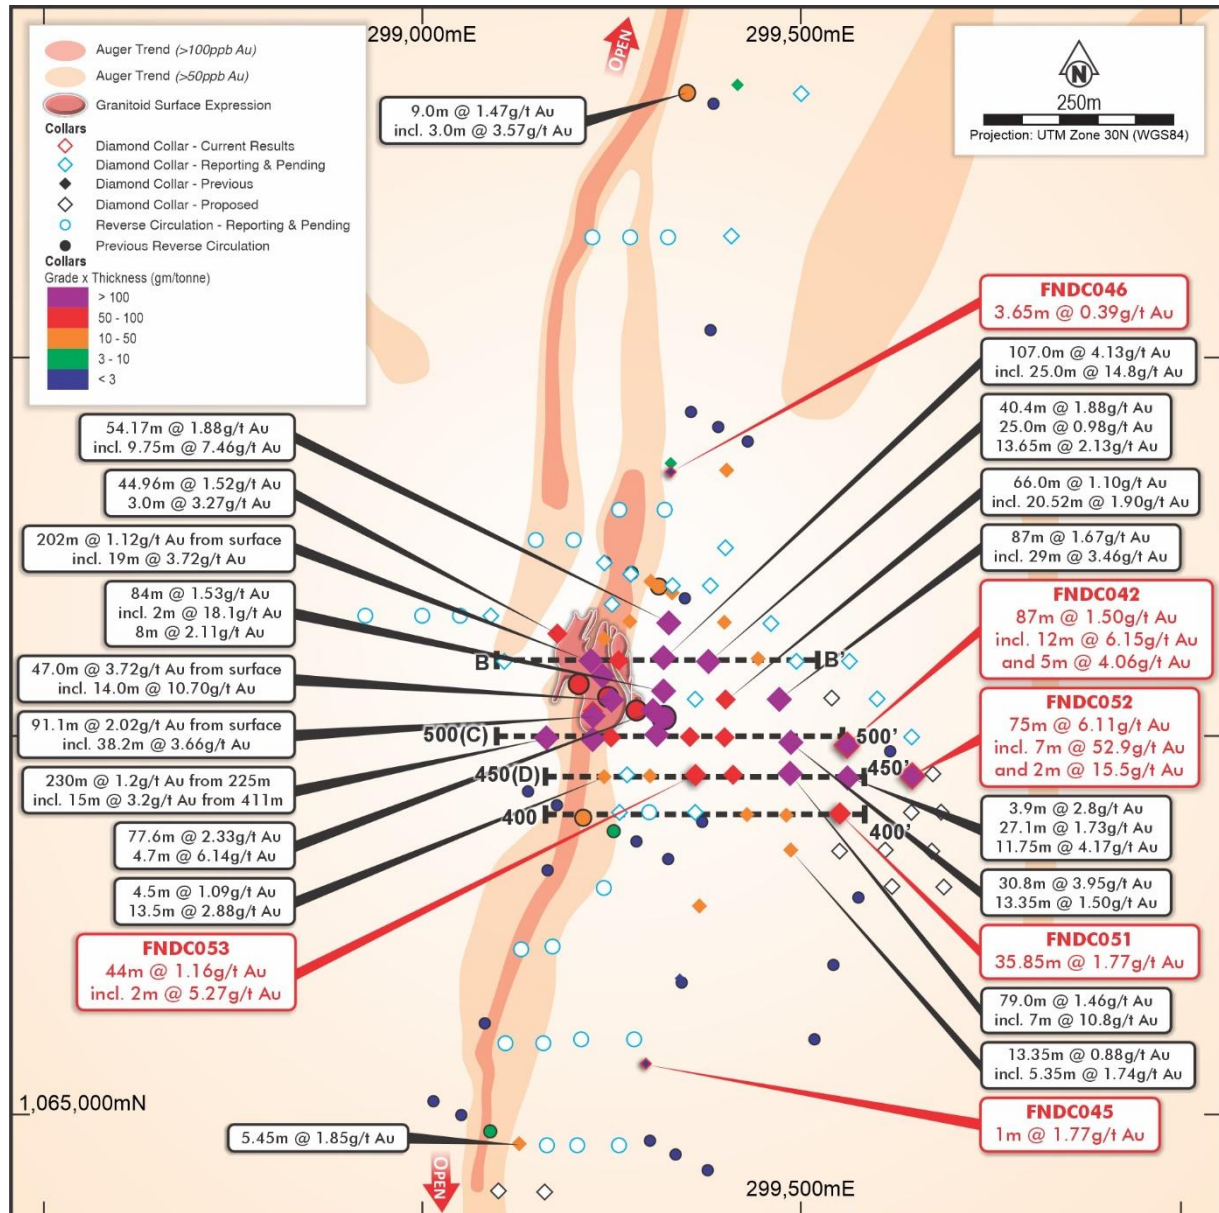 299,000mE
299,500mE
OPEN
Auger Trend (>100ppb Au)
Auger Trend (>50ppb Au)
Granitoid Surface Expression
Collars
Diamond Collar - Current Results
Diamond Collar - Reporting & Pending
Diamond Collar - Previous
Diamond Collar - Proposed
Reverse Circulation - Reporting & Pending
Previous Reverse Circulation
Collars
Grade x Thickness (gm/tonne)
> 100
50 - 100
10 - 50
3 - 10
< 3
N
250m
Projection: UTM Zone 30N (WGS84)
9.0m @ 1.47g/t Au
incl. 3.0m @ 3.57g/t Au
54.17m @ 1.88g/t Au
incl. 9.75m @ 7.46g/t Au
44.96m @ 1.52g/t Au
3.0m @ 3.27g/t Au
202m @ 1.12g/t Au from surface
incl. 19m @ 3.72g/t Au
84m @ 1.53g/t Au
incl. 2m @ 18.1g/t Au
8m @ 2.11g/t Au
47.0m @ 3.72g/t Au from surface
incl. 14.0m @ 10.70g/t Au
91.1m @ 2.02g/t Au from surface
incl. 38.2m @ 3.66g/t Au
230m @ 1.2g/t Au from 225m
incl. 15m @ 3.2g/t Au from 411m
77.6m @ 2.33g/t Au
4.7m @ 6.14g/t Au
4.5m @ 1.09g/t Au
13.5m @ 2.88g/t Au
FNDC053
44m @ 1.16g/t Au
incl. 2m @ 5.27g/t Au
B
B'
500(C)
500'
450(D)
450'
400
400'
FNDC046
3.65m @ 0.39g/t Au
107.0m @ 4.13g/t Au
incl. 25.0m @ 14.8g/t Au
40.4m @ 1.88g/t Au
25.0m @ 0.98g/t Au
13.65m @ 2.13g/t Au
66.0m @ 1.10g/t Au
incl. 20.52m @ 1.90g/t Au
87m @ 1.67g/t Au
incl. 29m @ 3.46g/t Au
FNDC042
87m @ 1.50g/t Au
incl. 12m @ 6.15g/t Au
and 5m @ 4.06g/t Au
FNDC052
75m @ 6.11g/t Au
incl. 7m @ 52.9g/t Au
and 2m @ 15.5g/t Au
3.9m @ 2.8g/t Au
27.1m @ 1.73g/t Au
11.75m @ 4.17g/t Au
30.8m @ 3.95g/t Au
13.35m @ 1.50g/t Au
FNDC051
35.85m @ 1.77g/t Au
79.0m @ 1.46g/t Au
incl. 7m @ 10.8g/t Au
13.35m @ 0.88g/t Au
incl. 5.35m @ 1.74g/t Au
FNDC045
1m @ 1.77g/t Au
1,065,000mN
5.45m @ 1.85g/t Au
OPEN
299,500mE